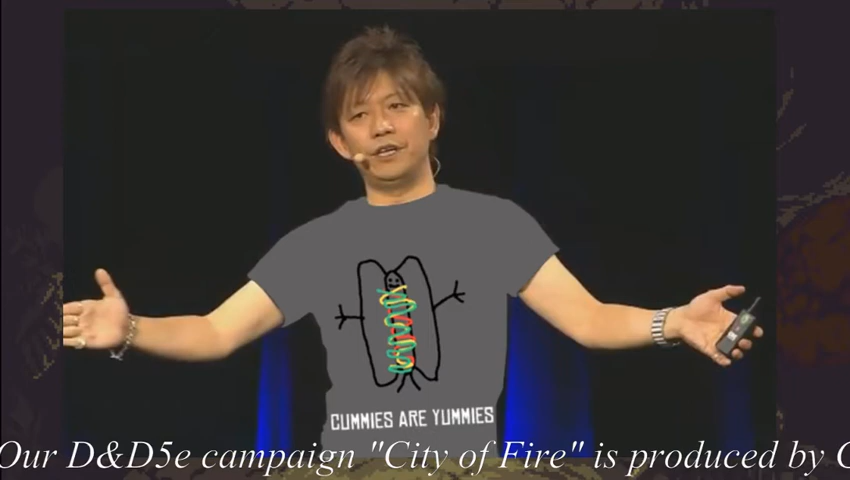 CUMMIES ARE YUMMIES
Our D&D5e campaign "City of Fire" is produced by